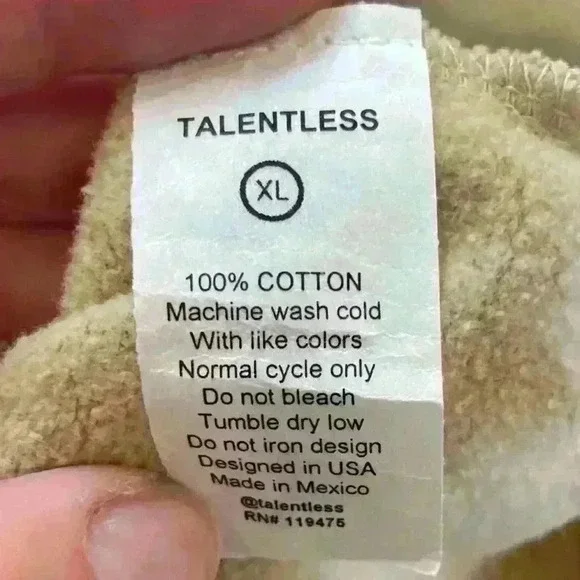 TALENTLESS
XL
100% COTTON
Machine wash cold
With like colors
Normal cycle only
Do not bleach
Tumble dry low
Do not iron design
Designed in USA
Made in Mexico
@talentless
RN# 119475